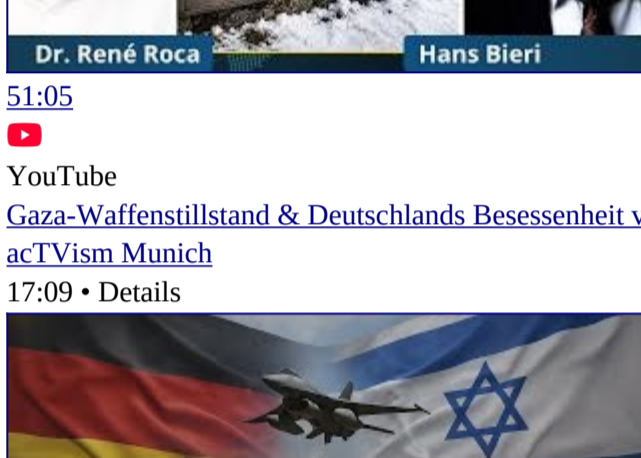 Dr. René Roca
Hans Bieri
51:05
YouTube
Gaza-Waffenstillstand & Deutschlands Besessenheit
acTVism Munich
17:09 • Details